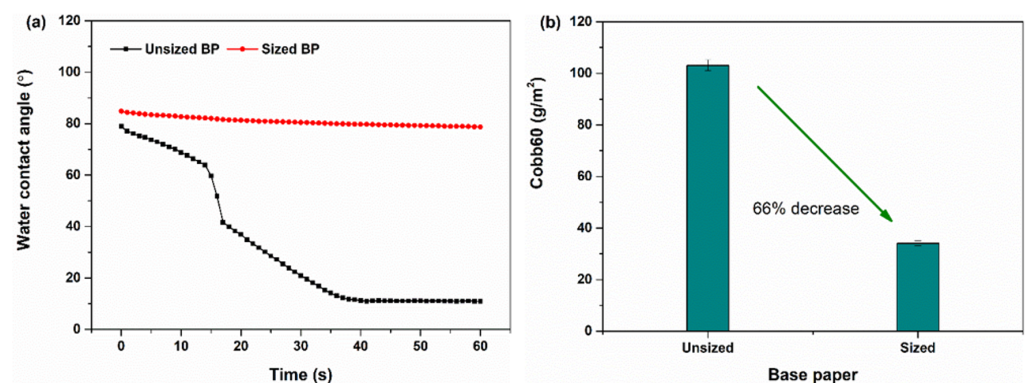 (a)
120
100
80
60
40
20
0
Water contact angle (°)
Unsized BP Sized BP
0 10 20 30 40 50 60
Time (s)
(b)
120
100
80
60
40
20
0
Cobb60 (g/m²)
66% decrease
Unsized Sized
Base paper